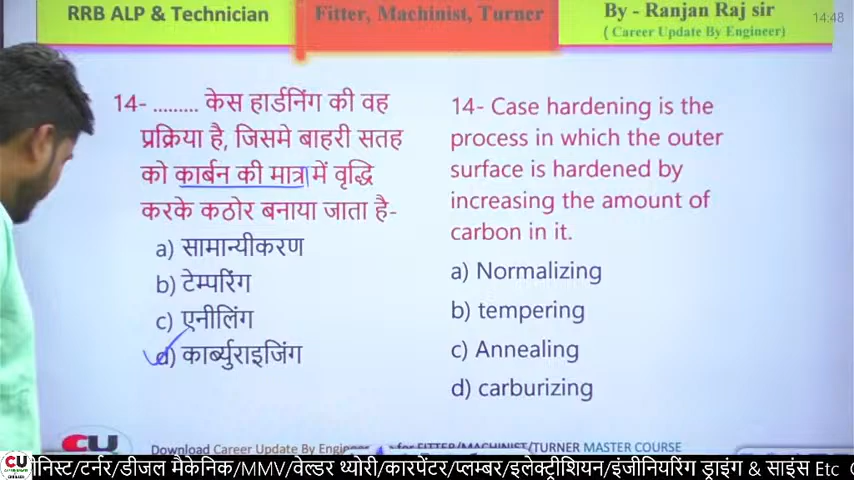 RRB ALP & Technician
Fitter, Machinist, Turner
By - Ranjan Raj sir
( Career Update By Engineer)
14:48
14- ......... केस हार्डनिंग की वह
प्रक्रिया है, जिसमे बाहरी सतह
को कार्बन की मात्रा में वृद्धि
करके कठोर बनाया जाता है-
a) सामान्यीकरण
b) टेम्परिंग
c) एनीलिंग
d) कार्ब्युराइजिंग
14- Case hardening is the
process in which the outer
surface is hardened by
increasing the amount of
carbon in it.
a) Normalizing
b) tempering
c) Annealing
d) carburizing
CU
Download Career Update By Engineer
for FITTER/MACHINIST/TURNER MASTER COURSE
CU
/टर्नर/डीजल मैकेनिक/MMV/वेल्डर थ्योरी/कारपेंटर/प्लम्बर/इलेक्ट्रीशियन/इंजीनियरिंग ड्राइंग & साइंस Etc